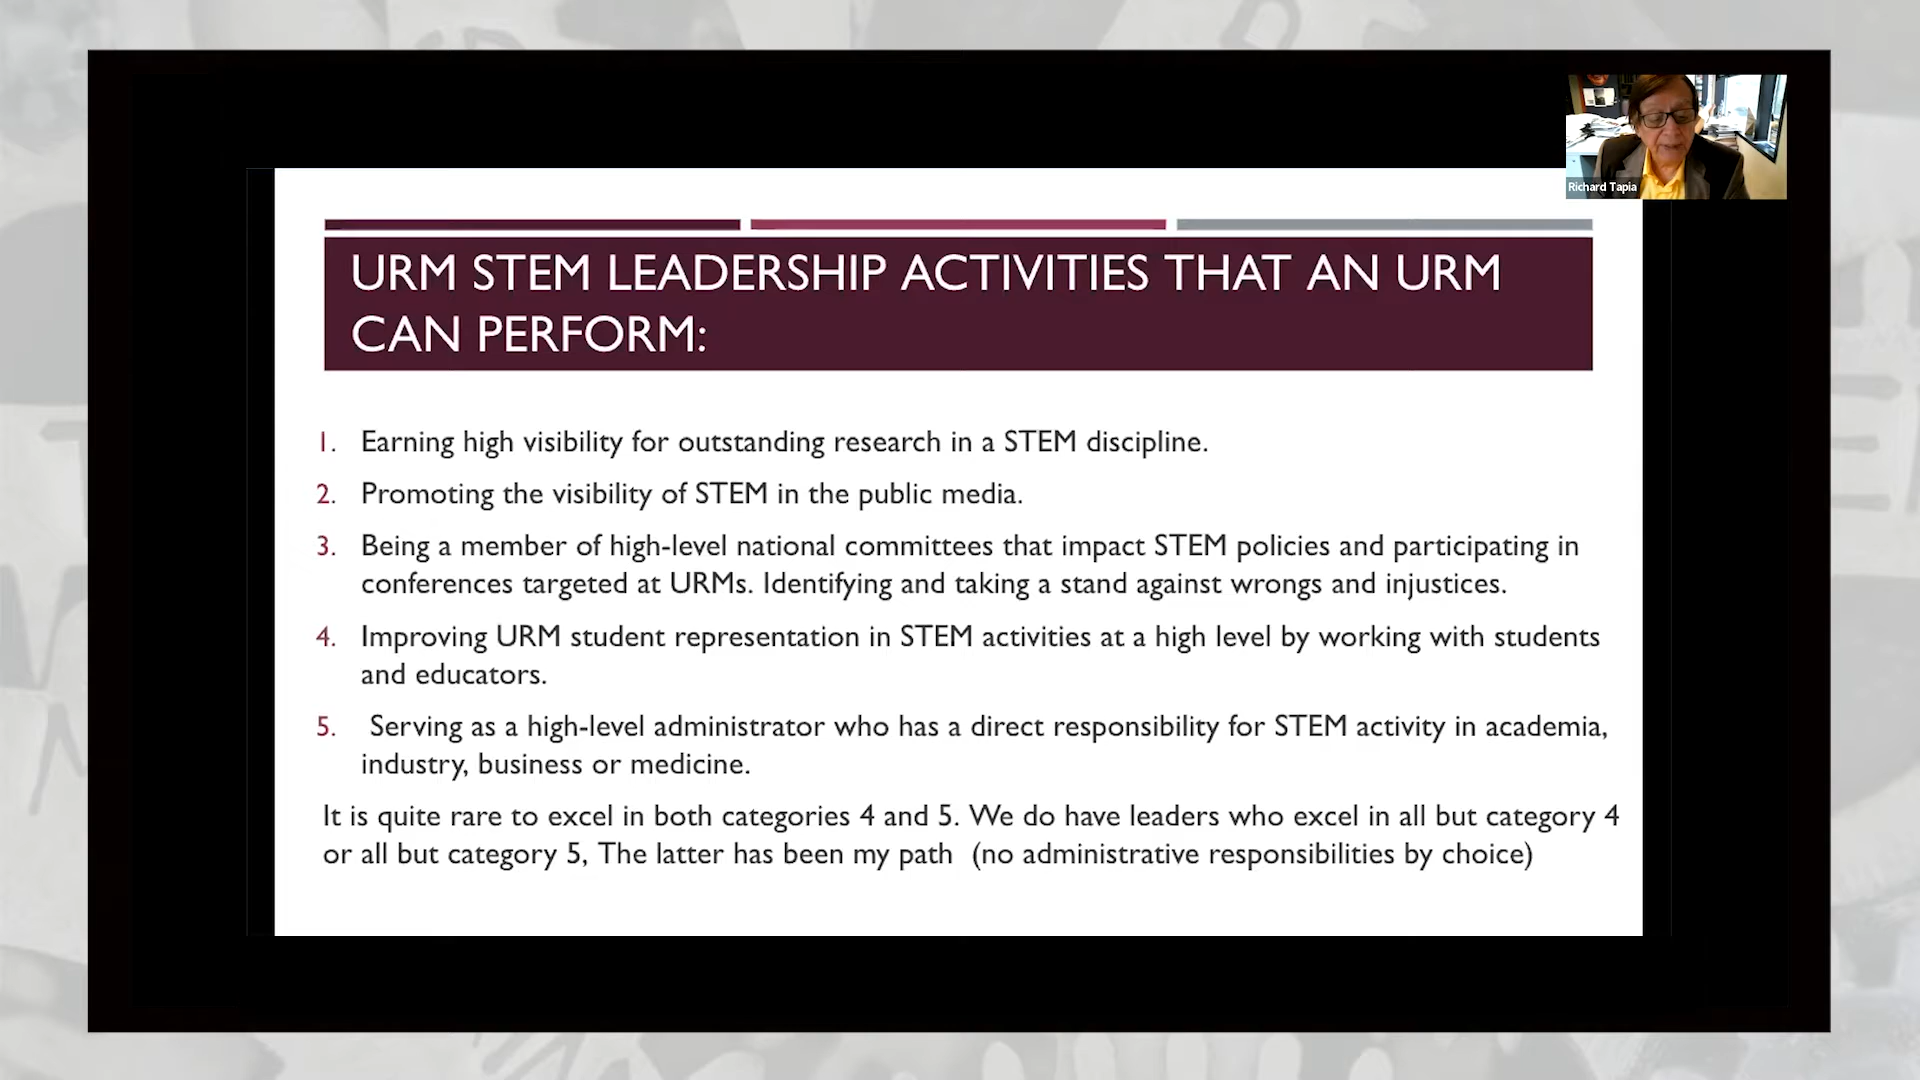 Richard Tapia
URM STEM LEADERSHIP ACTIVITIES THAT AN URM
CAN PERFORM:
1. Earning high visibility for outstanding research in a STEM discipline.
2. Promoting the visibility of STEM in the public media.
3. Being a member of high-level national committees that impact STEM policies and participating in
conferences targeted at URMs. Identifying and taking a stand against wrongs and injustices.
4. Improving URM student representation in STEM activities at a high level by working with students
and educators.
5. Serving as a high-level administrator who has a direct responsibility for STEM activity in academia,
industry, business or medicine.
It is quite rare to excel in both categories 4 and 5. We do have leaders who excel in all but category 4
or all but category 5, The latter has been my path (no administrative responsibilities by choice)